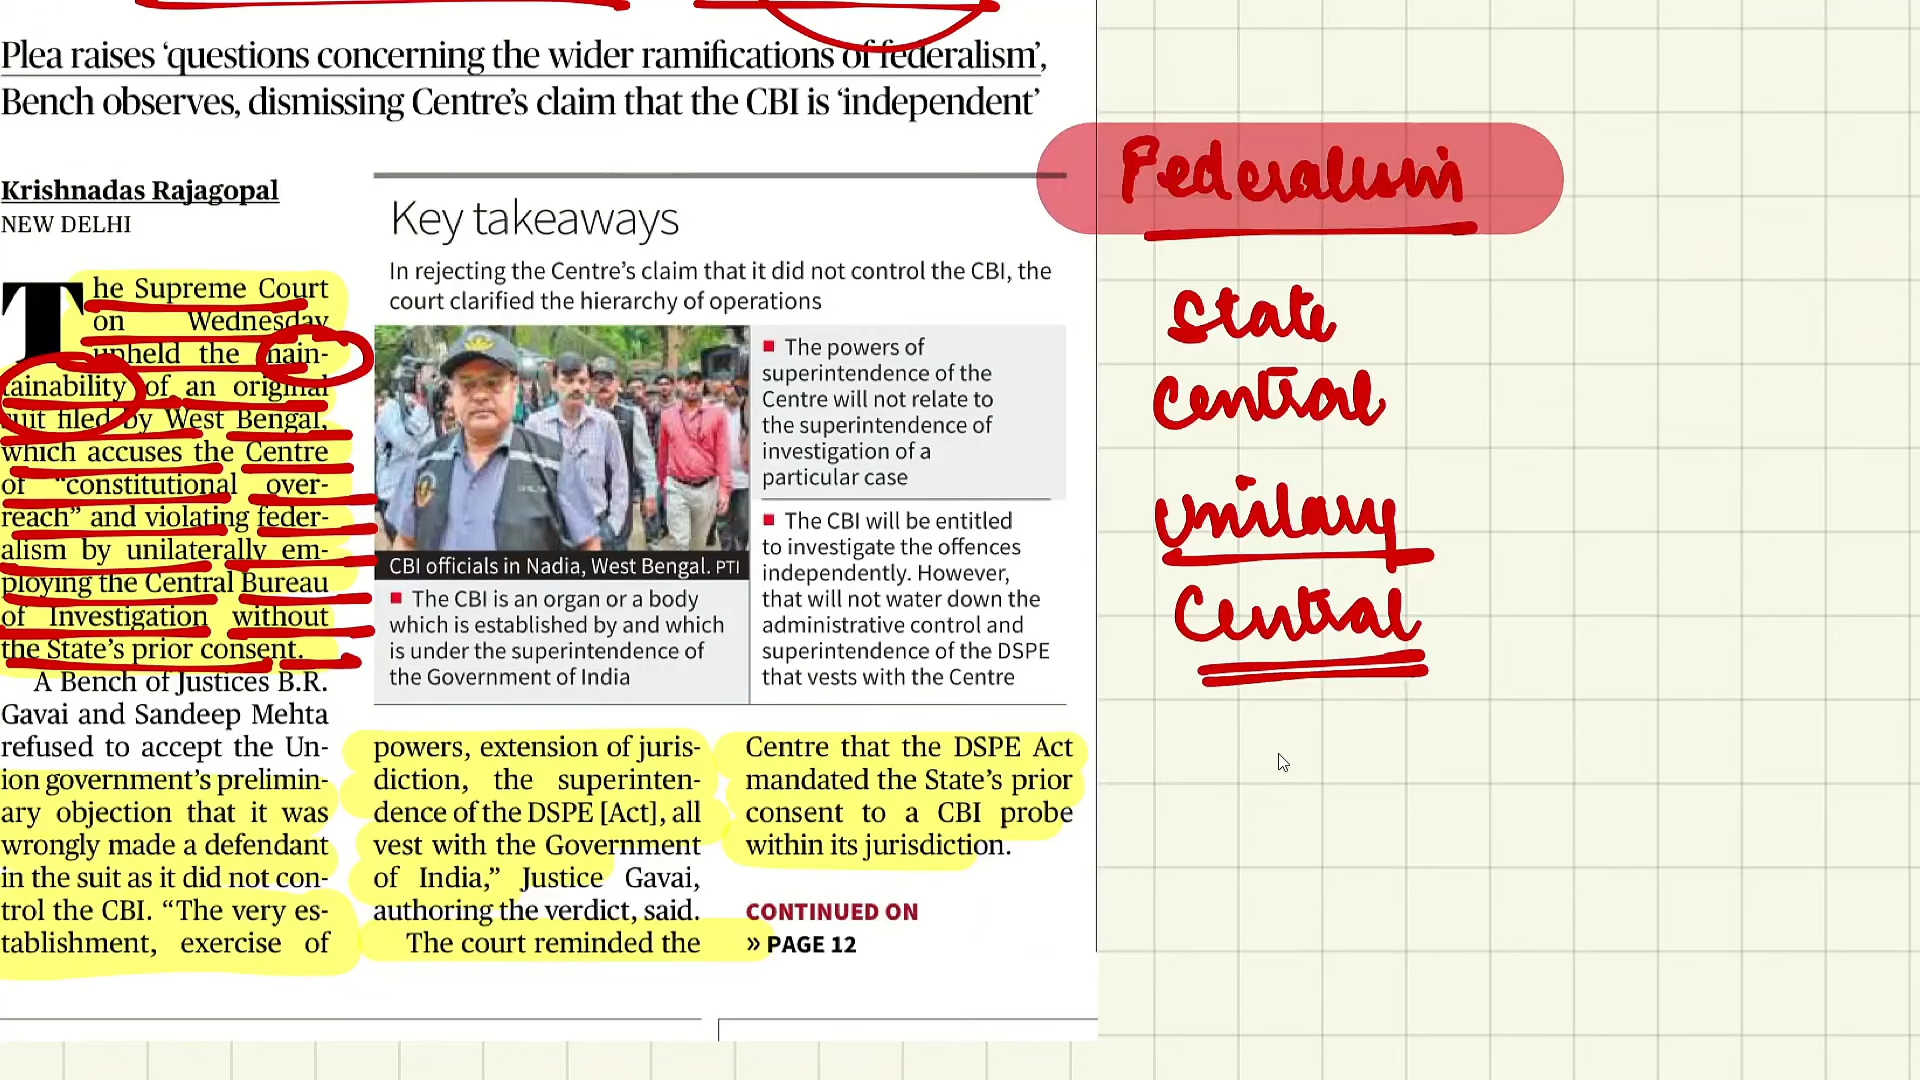 Plea raises ‘questions concerning the wider ramifications of federalism’,
Bench observes, dismissing Centre’s claim that the CBI is ‘independent’
Krishnadas Rajagopal
NEW DELHI
The Supreme Court
on Wednesday
upheld the main-
tainability of an original
suit filed by West Bengal,
which accuses the Centre
of “constitutional over-
reach” and violating feder-
alism by unilaterally em-
ploying the Central Bureau
of Investigation without
the State’s prior consent.
A Bench of Justices B.R.
Gavai and Sandeep Mehta
refused to accept the Un-
ion government’s prelimin-
ary objection that it was
wrongly made a defendant
in the suit as it did not con-
trol the CBI. “The very es-
tablishment, exercise of
powers, extension of juris-
diction, the superinten-
dence of the DSPE [Act], all
vest with the Government
of India,” Justice Gavai,
authoring the verdict, said.
The court reminded the
Centre that the DSPE Act
mandated the State’s prior
consent to a CBI probe
within its jurisdiction.
CONTINUED ON
» PAGE 12
Key takeaways
In rejecting the Centre’s claim that it did not control the CBI, the
court clarified the hierarchy of operations
CBI officials in Nadia, West Bengal. PTI
■ The CBI is an organ or a body
which is established by and which
is under the superintendence of
the Government of India
■ The powers of
superintendence of the
Centre will not relate to
the superintendence of
investigation of a
particular case
■ The CBI will be entitled
to investigate the offences
independently. However,
that will not water down the
administrative control and
superintendence of the DSPE
that vests with the Centre
Federalism
State
Central
Unitary
Central